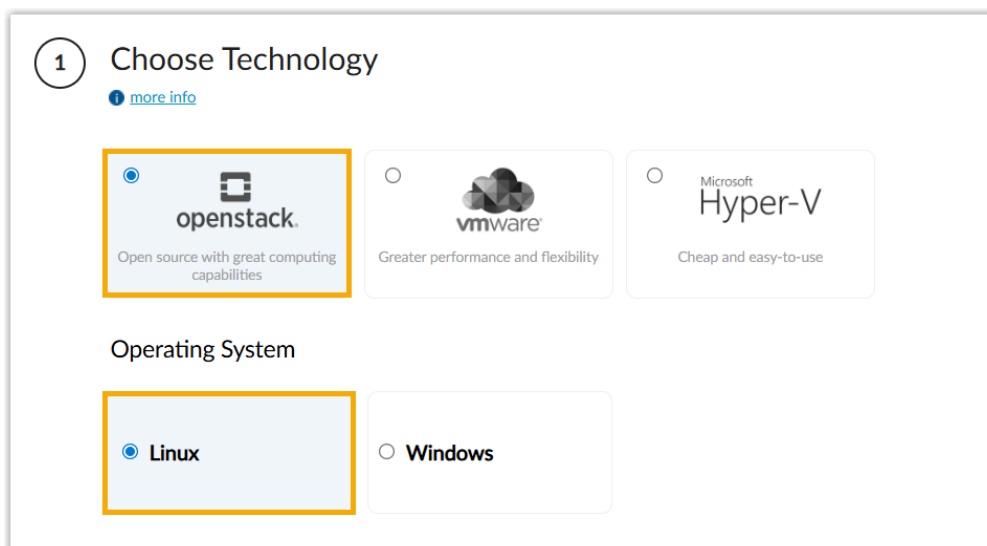 1
Choose Technology
i more info
openstack.
Open source with great computing
capabilities
vmware
Greater performance and flexibility
Microsoft
Hyper-V
Cheap and easy-to-use
Operating System
Linux
Windows